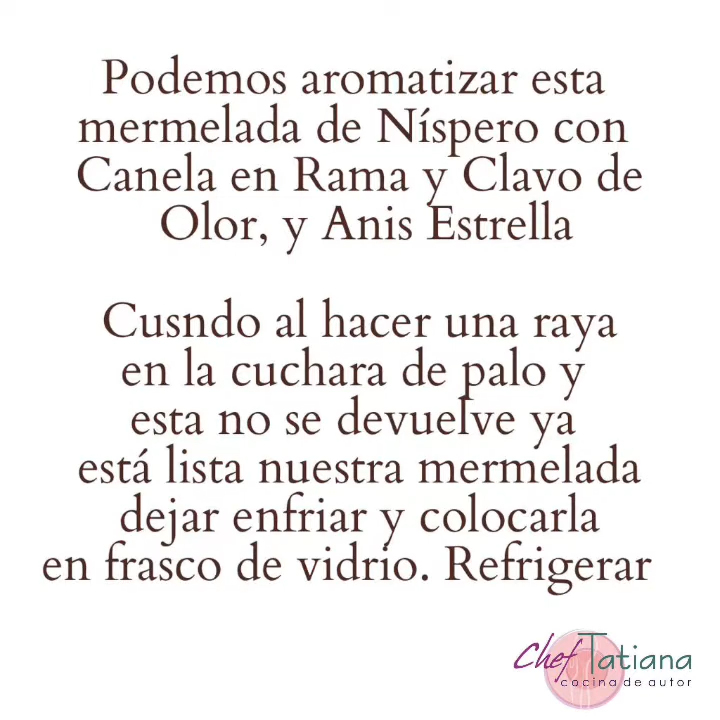 Podemos aromatizar esta
mermelada de Níspero con
Canela en Rama y Clavo de
Olor, y Anis Estrella
Cusndo al hacer una raya
en la cuchara de palo y
esta no se devuelve ya
está lista nuestra mermelada
dejar enfriar y colocarla
en frasco de vidrio. Refrigerar
Chef Tatiana
cocina de autor